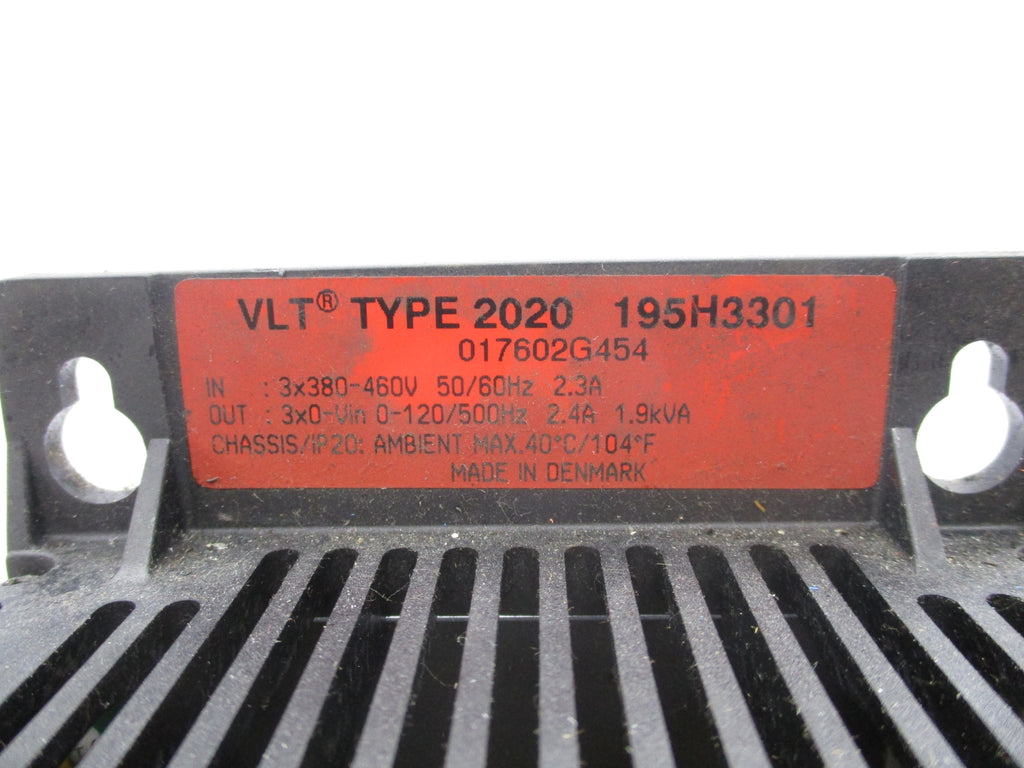 VLT® TYPE 2020 195H3301
017602G454
IN : 3x380-460V 50/60Hz 2.3A
OUT : 3x0-Vin 0-120/500Hz 2.4A 1.9kVA
CHASSIS/IP20: AMBIENT MAX.40°C/104°F
MADE IN DENMARK